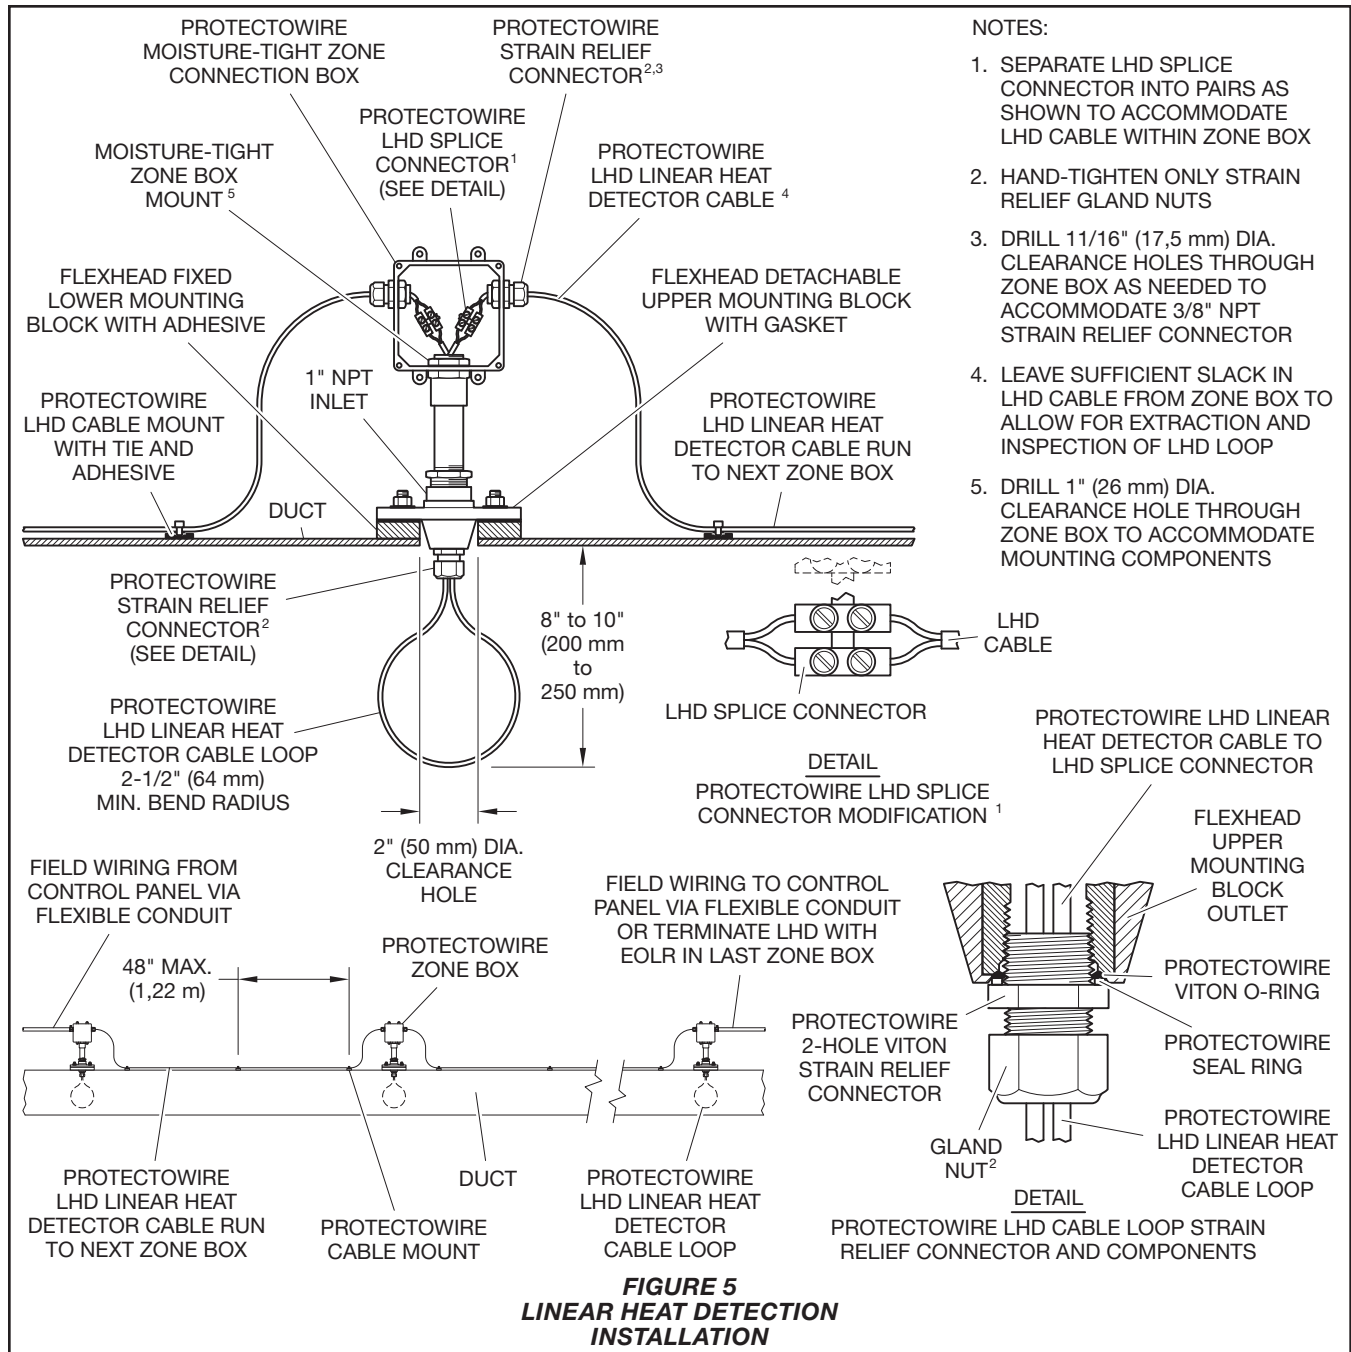 PROTECTOWIRE
MOISTURE-TIGHT ZONE
CONNECTION BOX
PROTECTOWIRE
STRAIN RELIEF
CONNECTOR2,3
PROTECTOWIRE
LHD SPLICE
CONNECTOR1
(SEE DETAIL)
MOISTURE-TIGHT
ZONE BOX
MOUNT 5
PROTECTOWIRE
LHD LINEAR HEAT
DETECTOR CABLE 4
FLEXHEAD FIXED
LOWER MOUNTING
BLOCK WITH ADHESIVE
FLEXHEAD DETACHABLE
UPPER MOUNTING BLOCK
WITH GASKET
1" NPT
INLET
PROTECTOWIRE
LHD CABLE MOUNT
WITH TIE AND
ADHESIVE
PROTECTOWIRE
LHD LINEAR HEAT
DETECTOR CABLE RUN
TO NEXT ZONE BOX
DUCT
NOTES:
1. SEPARATE LHD SPLICE
CONNECTOR INTO PAIRS AS
SHOWN TO ACCOMMODATE
LHD CABLE WITHIN ZONE BOX
2. HAND-TIGHTEN ONLY STRAIN
RELIEF GLAND NUTS
3. DRILL 11/16" (17,5 mm) DIA.
CLEARANCE HOLES THROUGH
ZONE BOX AS NEEDED TO
ACCOMMODATE 3/8" NPT
STRAIN RELIEF CONNECTOR
4. LEAVE SUFFICIENT SLACK IN
LHD CABLE FROM ZONE BOX TO
ALLOW FOR EXTRACTION AND
INSPECTION OF LHD LOOP
5. DRILL 1" (26 mm) DIA.
CLEARANCE HOLE THROUGH
ZONE BOX TO ACCOMMODATE
MOUNTING COMPONENTS
PROTECTOWIRE
STRAIN RELIEF
CONNECTOR2
(SEE DETAIL)
8" to 10"
(200 mm
to
250 mm)
PROTECTOWIRE
LHD LINEAR HEAT
DETECTOR CABLE LOOP
2-1/2" (64 mm)
MIN. BEND RADIUS
2" (50 mm) DIA.
CLEARANCE
HOLE
LHD
CABLE
LHD SPLICE CONNECTOR
DETAIL
PROTECTOWIRE LHD SPLICE
CONNECTOR MODIFICATION 1
PROTECTOWIRE LHD LINEAR
HEAT DETECTOR CABLE TO
LHD SPLICE CONNECTOR
FLEXHEAD
UPPER
MOUNTING
BLOCK
OUTLET
PROTECTOWIRE
VITON O-RING
PROTECTOWIRE
SEAL RING
PROTECTOWIRE
2-HOLE VITON
STRAIN RELIEF
CONNECTOR
GLAND
NUT2
PROTECTOWIRE
LHD LINEAR HEAT
DETECTOR
CABLE LOOP
DETAIL
PROTECTOWIRE LHD CABLE LOOP STRAIN
RELIEF CONNECTOR AND COMPONENTS
FIELD WIRING FROM
CONTROL PANEL VIA
FLEXIBLE CONDUIT
48" MAX.
(1,22 m)
PROTECTOWIRE
ZONE BOX
FIELD WIRING TO CONTROL
PANEL VIA FLEXIBLE CONDUIT
OR TERMINATE LHD WITH
EOLR IN LAST ZONE BOX
PROTECTOWIRE
LHD LINEAR HEAT
DETECTOR CABLE RUN
TO NEXT ZONE BOX
PROTECTOWIRE
CABLE MOUNT
DUCT
PROTECTOWIRE
LHD LINEAR HEAT
DETECTOR
CABLE LOOP
FIGURE 5
LINEAR HEAT DETECTION
INSTALLATION